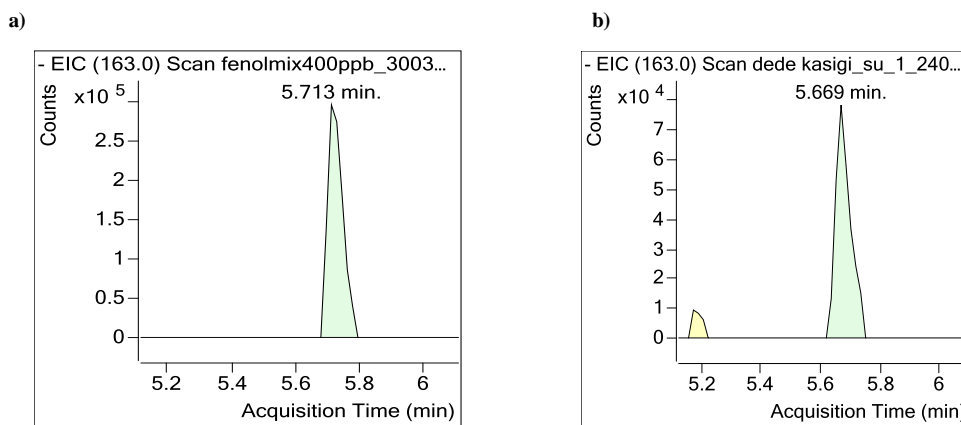 a)
b)
- EIC (163.0) Scan fenolmix400ppb_3003...
Counts
x10 5
5.713 min.
2.5
2
1.5
1
0.5
0
5.2 5.4 5.6 5.8 6
Acquisition Time (min)
- EIC (163.0) Scan dede kasigi_su_1_240...
Counts
x10 4
5.669 min.
7
6
5
4
3
2
1
0
5.2 5.4 5.6 5.8 6
Acquisition Time (min)